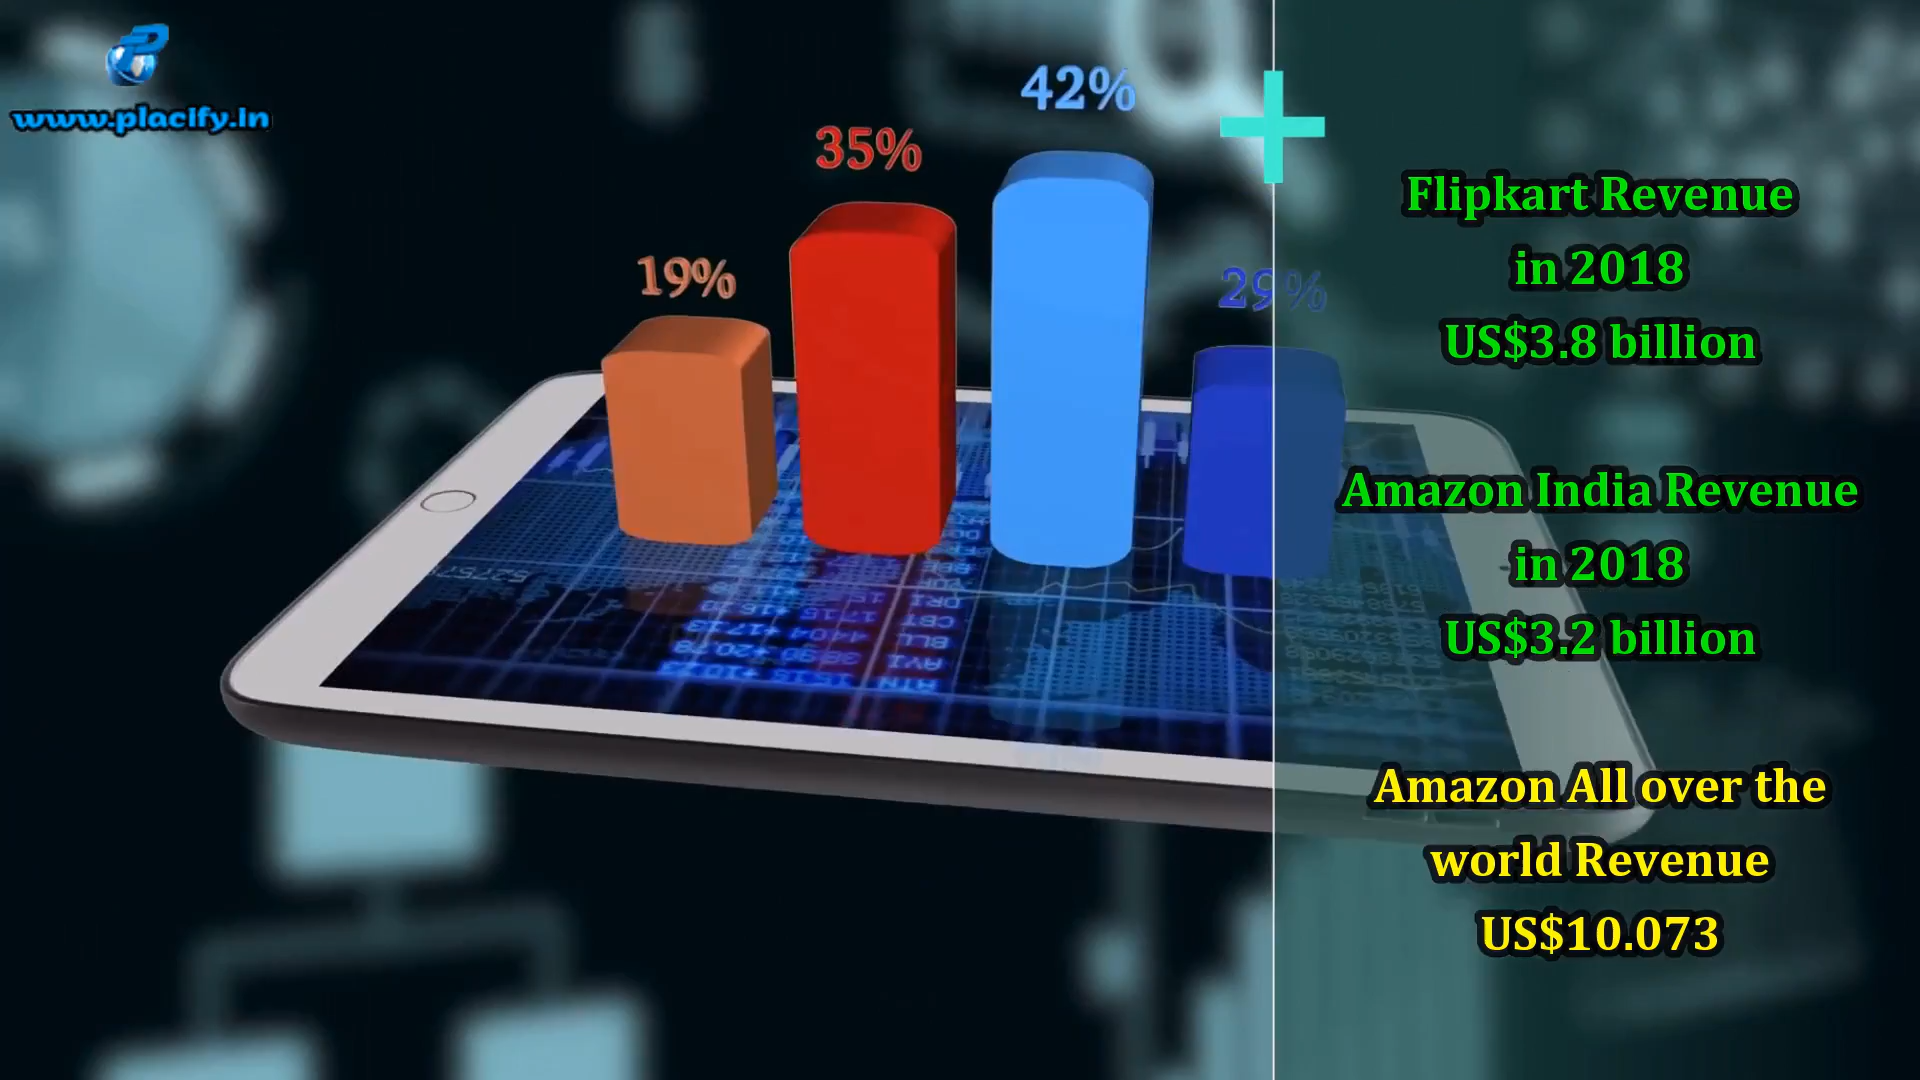 www.placify.in
19%
35%
42%
29%
Flipkart Revenue
in 2018
US$3.8 billion
Amazon India Revenue
in 2018
US$3.2 billion
Amazon All over the
world Revenue
US$10.073